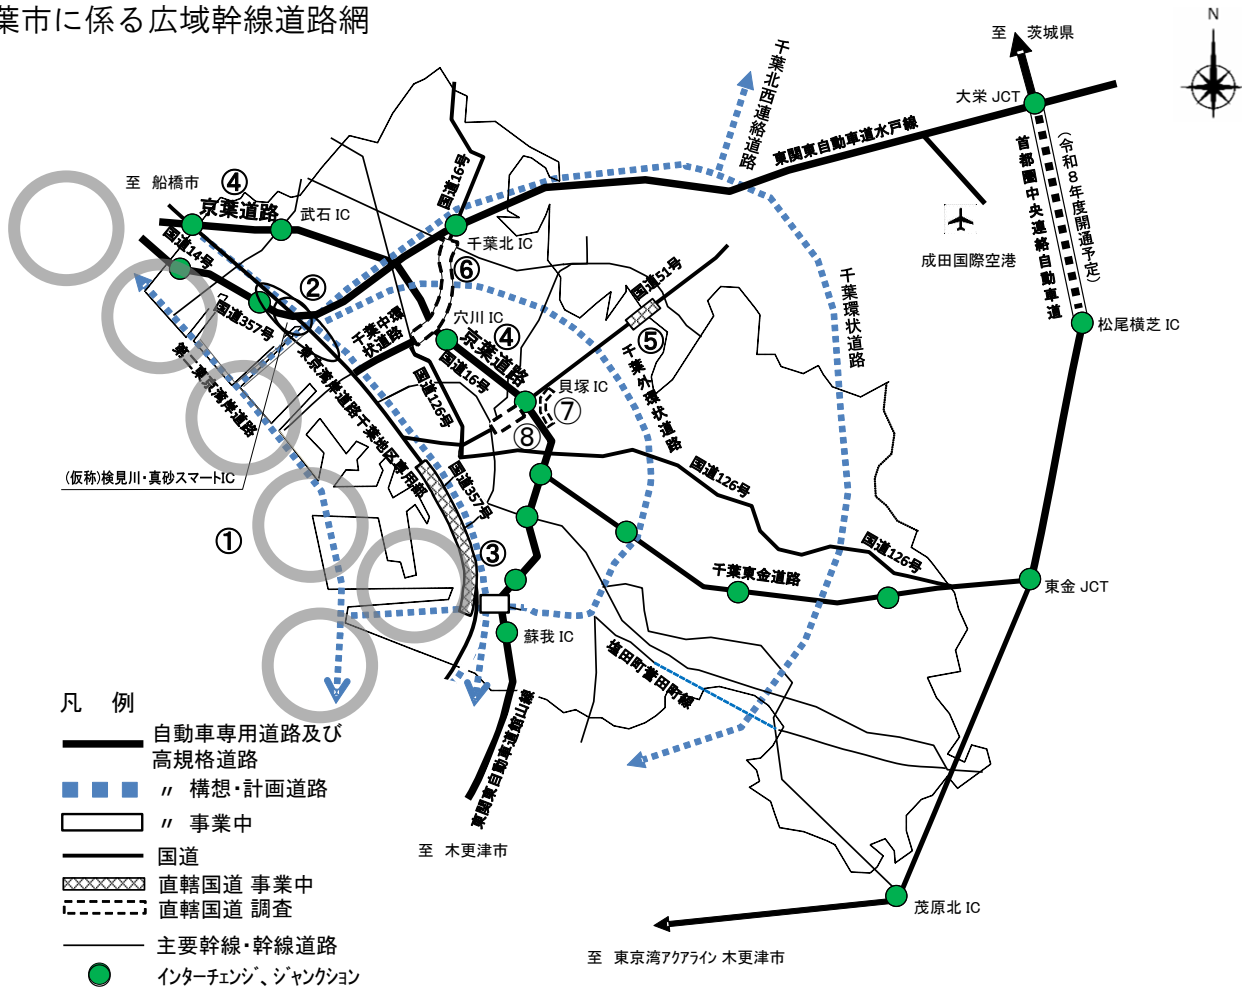 葉市に係る広域幹線道路網
N
至 茨城県
大栄 JCT
千葉北西連絡道路
東関東自動車道水戸線
首都圏中央連絡自動車道
(令和8年度開通予定)
至 船橋市
④
京葉道路
武石 IC
国道16号
千葉北 IC
成田国際空港
国道14号
②
⑥
国道51号
千葉環状道路
松尾横芝 IC
国道357号
千葉中環状道路
穴川 IC
④
京葉道路
⑤
国道16号
千葉外環状道路
第二東京湾岸道路
東京湾岸道路千葉地区専用部
国道126号
貝塚 IC
⑦
⑧
(仮称)検見川・真砂スマートIC
国道357号
国道126号
①
③
国道126号
千葉東金道路
東金 JCT
蘇我 IC
塩田町誉田町線
東関東自動車道館山線
至 木更津市
茂原北 IC
至 東京湾アクアライン 木更津市
凡 例
自動車専用道路及び
高規格道路
〃 構想・計画道路
〃 事業中
国道
直轄国道 事業中
直轄国道 調査
主要幹線・幹線道路
インターチェンジ、ジャンクション